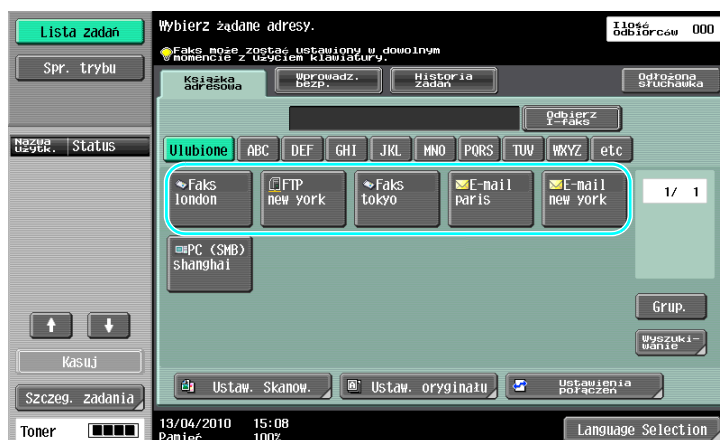 Lista zadań
Spr. trybu
Nazwa użytk.
Status
Kasuj
Szczeg. zadania
Toner
Wybierz żądane adresy.
Faks może zostać ustawiony w dowolnym
momencie z użyciem klawiatury.
Ilość
odbiorców 000
Książka
adresowa
Wprowadz.
bezp.
Historia
zadań
Odłożona
słuchawka
Odbierz
I-faks
Ulubione ABC DEF GHI JKL MNO PQRS TUV WXYZ etc
Faks
london
FTP
new york
Faks
tokyo
E-mail
paris
E-mail
new york
PC (SMB)
shanghai
1/ 1
Grup.
Wyszuki-
wanie
Ustaw. Skanow.
Ustaw. oryginału
Ustawienia
połączeń
13/04/2010 15:08
Pamięć 100%
Language Selection